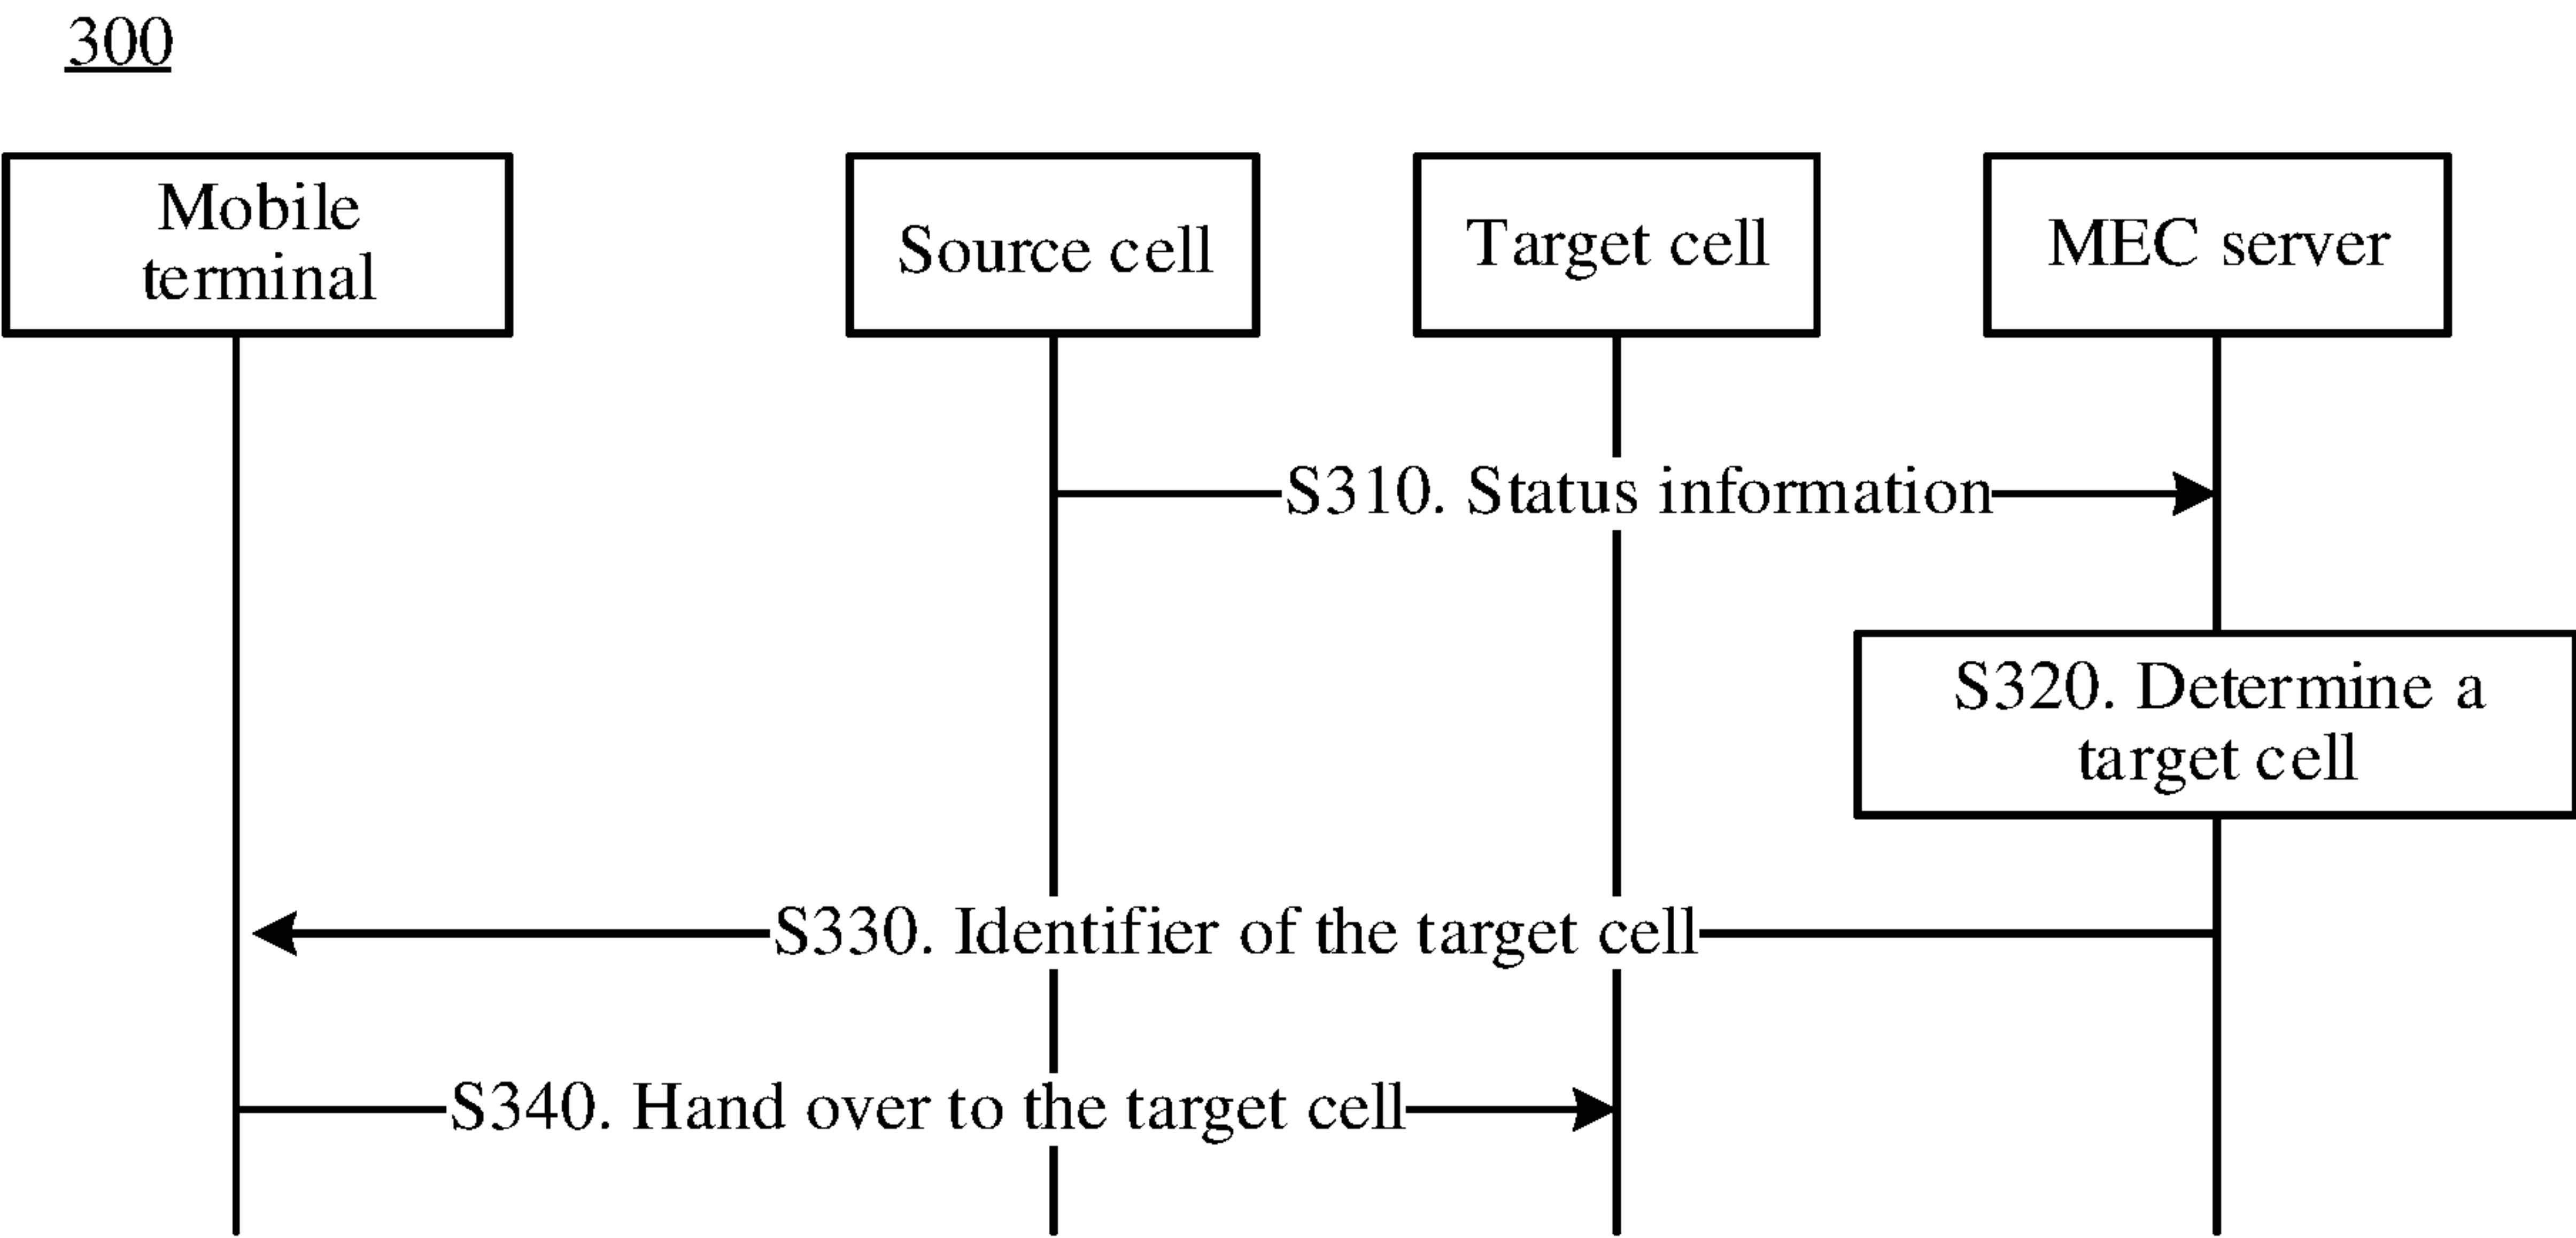 300
Mobile
terminal
Source cell
Target cell
MEC server
S310. Status information
S320. Determine a
target cell
S330. Identifier of the target cell
S340. Hand over to the target cell